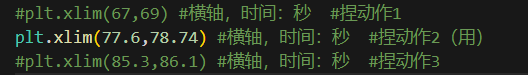 #plt.xlim(67,69) #横轴，时间：秒  #捏动作1
plt.xlim(77.6,78.74) #横轴，时间：秒  #捏动作2（用）
#plt.xlim(85.3,86.1) #横轴，时间：秒  #捏动作3